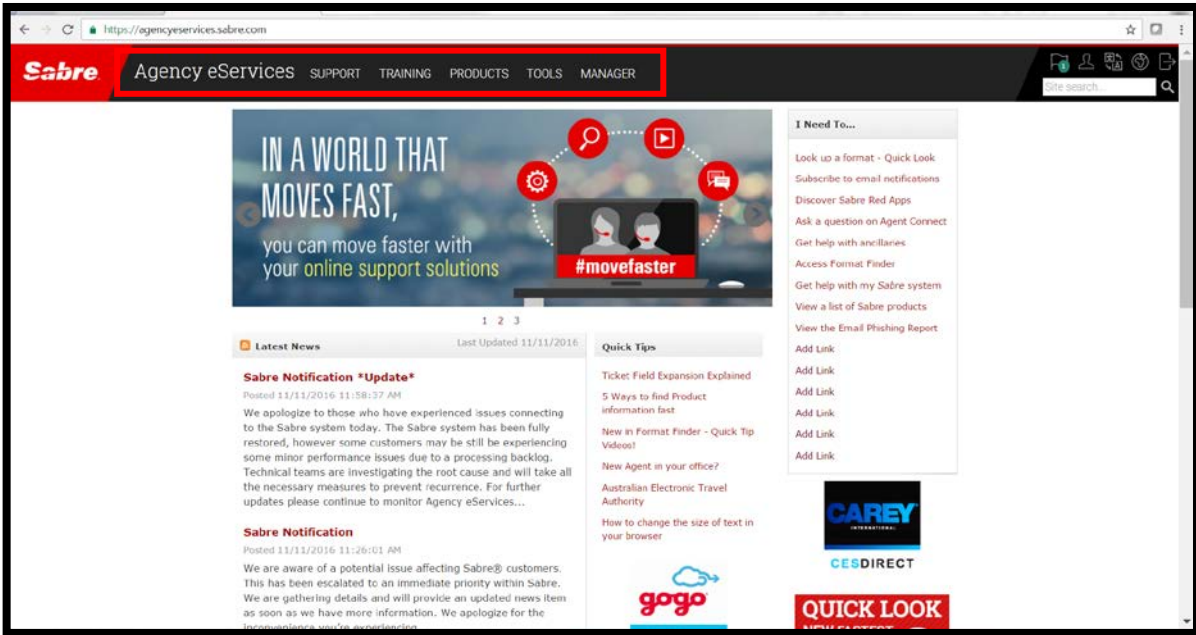 https://agencyeservices.sabre.com
Sabre
Agency eServices SUPPORT TRAINING PRODUCTS TOOLS MANAGER
1
Site search...
IN A WORLD THAT
MOVES FAST,
you can move faster with
your online support solutions
#movefaster
1 2 3
Latest News Last Updated 11/11/2016
Sabre Notification *Update*
Posted 11/11/2016 11:58:37 AM
We apologize to those who have experienced issues connecting
to the Sabre system today. The Sabre system has been fully
restored, however some customers may be still be experiencing
some minor performance issues due to a processing backlog.
Technical teams are investigating the root cause and will take all
the necessary measures to prevent recurrence. For further
updates please continue to monitor Agency eServices...
Sabre Notification
Posted 11/11/2016 11:26:01 AM
We are aware of a potential issue affecting Sabre® customers.
This has been escalated to an immediate priority within Sabre.
We are gathering details and will provide an updated news item
as soon as we have more information. We apologize for the
inconvenience you're experiencing
Quick Tips
Ticket Field Expansion Explained
5 Ways to find Product
information fast
New in Format Finder - Quick Tip
Videos!
New Agent in your office?
Australian Electronic Travel
Authority
How to change the size of text in
your browser
gogo
I Need To...
Look up a format - Quick Look
Subscribe to email notifications
Discover Sabre Red Apps
Ask a question on Agent Connect
Get help with ancillaries
Access Format Finder
Get help with my Sabre system
View a list of Sabre products
View the Email Phishing Report
Add Link
Add Link
Add Link
Add Link
Add Link
Add Link
CAREY
INTERNATIONAL
CESDIRECT
QUICK LOOK
NEW FASTEST